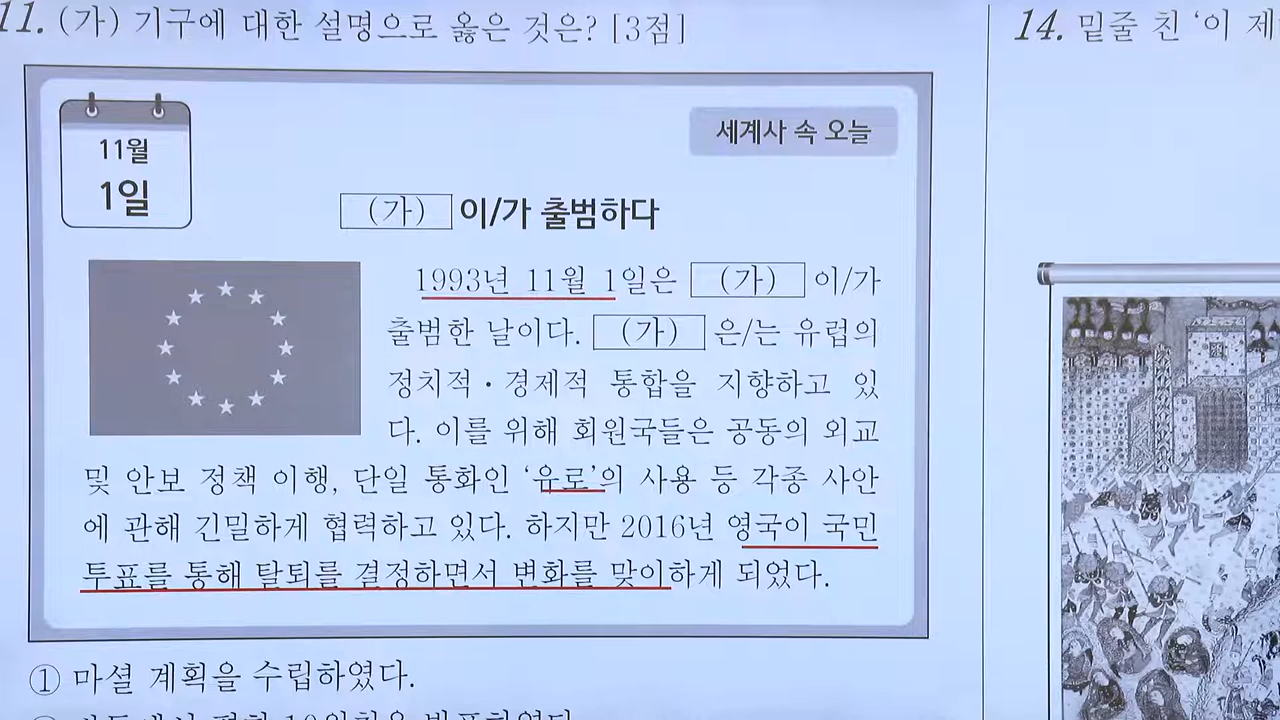 11. (가) 기구에 대한 설명으로 옳은 것은? [3점]
11월
1일
세계사 속 오늘
(가) 이/가 출범하다
1993년 11월 1일은 (가) 이/가
출범한 날이다. (가) 은/는 유럽의
정치적·경제적 통합을 지향하고 있
다. 이를 위해 회원국들은 공동의 외교
및 안보 정책 이행, 단일 통화인 ‘유로’의 사용 등 각종 사안
에 관해 긴밀하게 협력하고 있다. 하지만 2016년 영국이 국민
투표를 통해 탈퇴를 결정하면서 변화를 맞이하게 되었다.
① 마셜 계획을 수립하였다.
14. 밑줄 친 ‘이 제